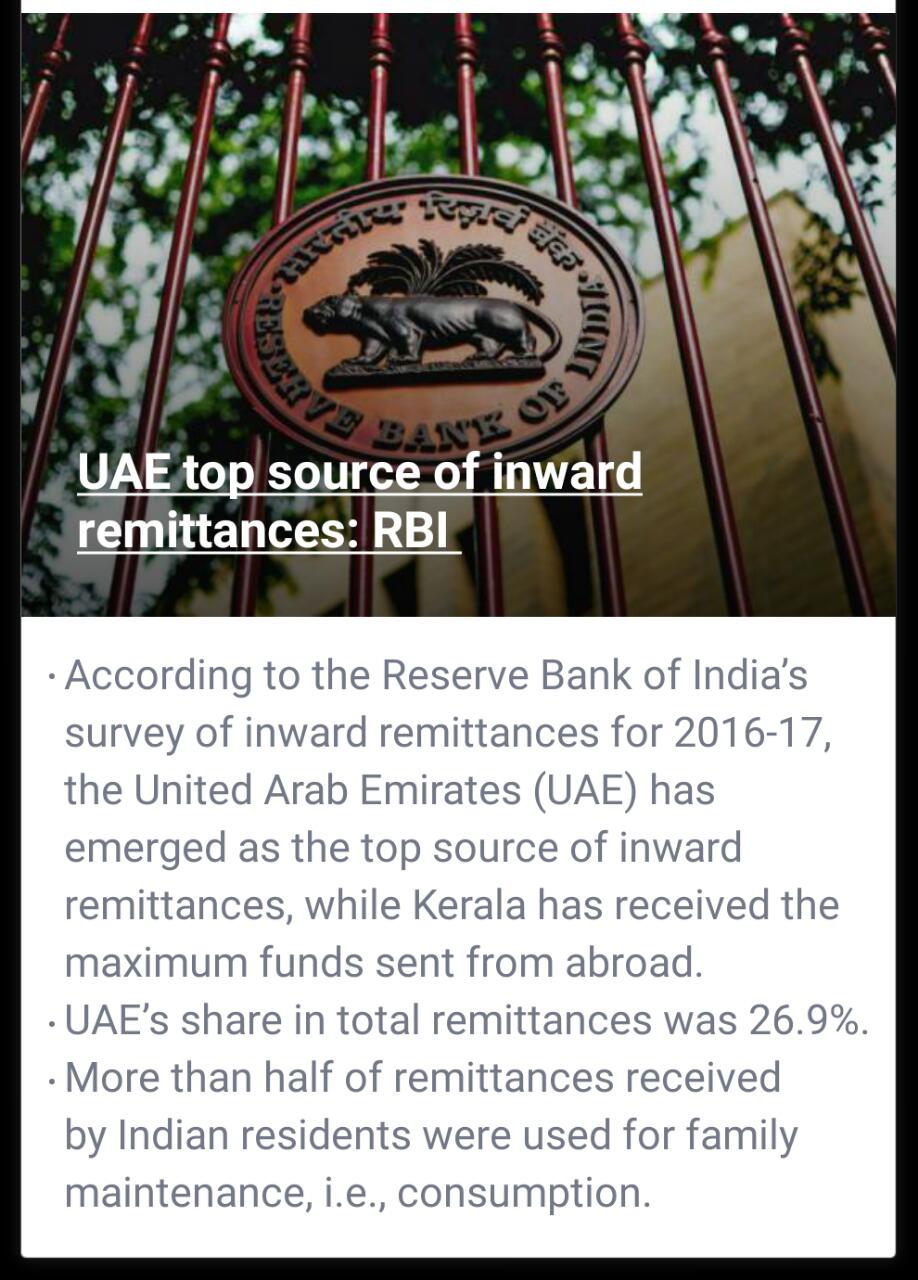 भारतीय रिज़र्व बैंक
RESERVE BANK OF INDIA
UAE top source of inward
remittances: RBI
· According to the Reserve Bank of India’s
survey of inward remittances for 2016-17,
the United Arab Emirates (UAE) has
emerged as the top source of inward
remittances, while Kerala has received the
maximum funds sent from abroad.
· UAE’s share in total remittances was 26.9%.
· More than half of remittances received
by Indian residents were used for family
maintenance, i.e., consumption.